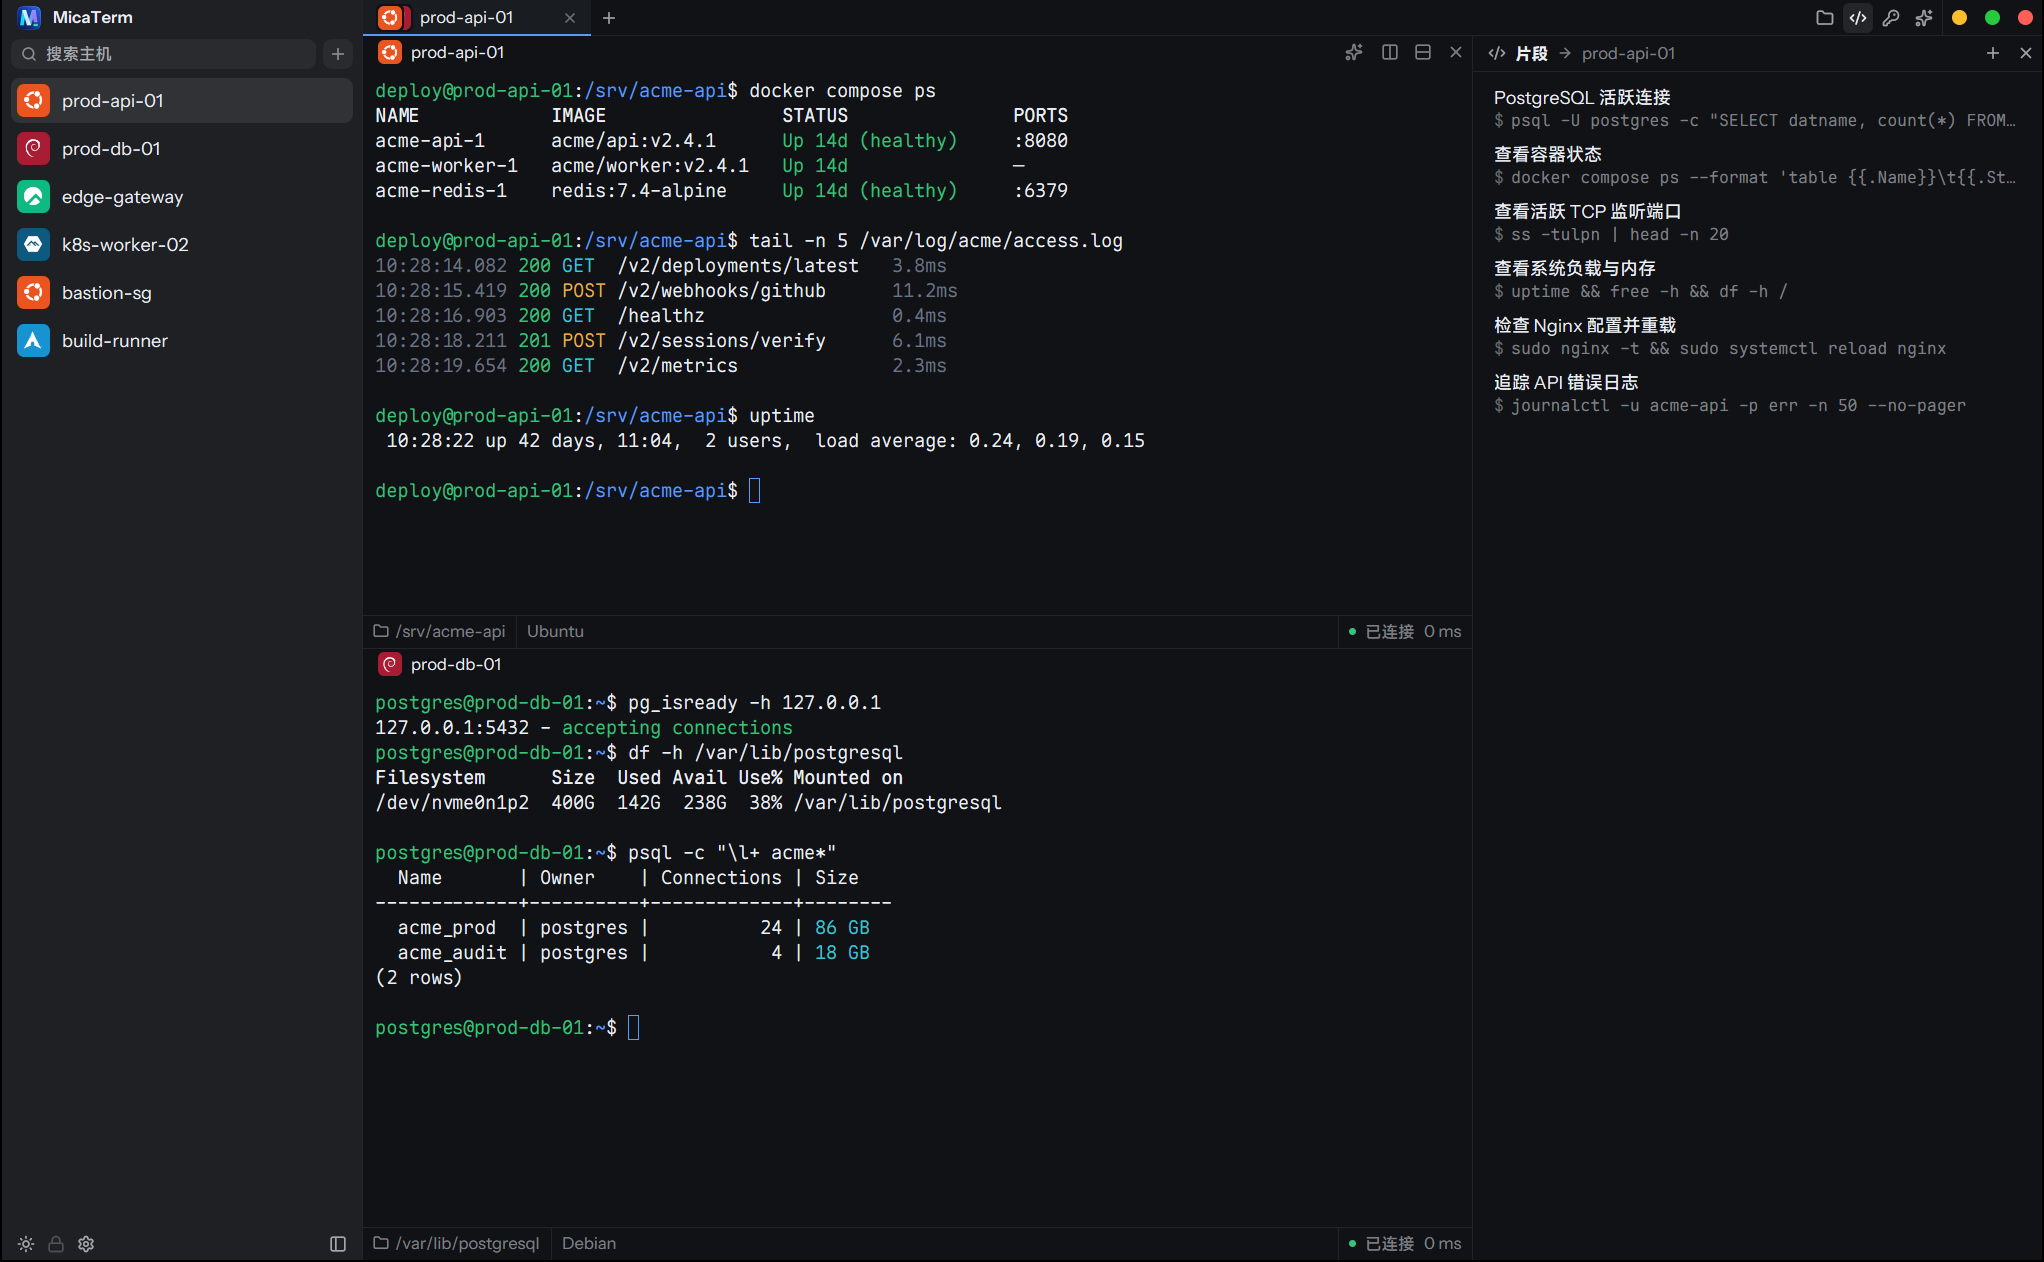 MicaTerm
搜索主机
prod-api-01
prod-db-01
edge-gateway
k8s-worker-02
bastion-sg
build-runner
prod-api-01
prod-api-01
deploy@prod-api-01:/srv/acme-api$ docker compose ps
NAME            IMAGE                STATUS               PORTS
acme-api-1      acme/api:v2.4.1      Up 14d (healthy)     :8080
acme-worker-1   acme/worker:v2.4.1   Up 14d               —
acme-redis-1    redis:7.4-alpine     Up 14d (healthy)     :6379
deploy@prod-api-01:/srv/acme-api$ tail -n 5 /var/log/acme/access.log
10:28:14.082 200 GET  /v2/deployments/latest   3.8ms
10:28:15.419 200 POST /v2/webhooks/github      11.2ms
10:28:16.903 200 GET  /healthz                 0.4ms
10:28:18.211 201 POST /v2/sessions/verify      6.1ms
10:28:19.654 200 GET  /v2/metrics              2.3ms
deploy@prod-api-01:/srv/acme-api$ uptime
 10:28:22 up 42 days, 11:04,  2 users,  load average: 0.24, 0.19, 0.15
deploy@prod-api-01:/srv/acme-api$
/srv/acme-api Ubuntu 已连接 0 ms
prod-db-01
postgres@prod-db-01:~$ pg_isready -h 127.0.0.1
127.0.0.1:5432 - accepting connections
postgres@prod-db-01:~$ df -h /var/lib/postgresql
Filesystem      Size  Used Avail Use% Mounted on
/dev/nvme0n1p2  400G  142G  238G  38% /var/lib/postgresql
postgres@prod-db-01:~$ psql -c "\l+ acme*"
  Name       | Owner    | Connections | Size
-------------+----------+-------------+--------
  acme_prod  | postgres |          24 | 86 GB
  acme_audit | postgres |           4 | 18 GB
(2 rows)
postgres@prod-db-01:~$
/var/lib/postgresql Debian 已连接 0 ms
片段 → prod-api-01
PostgreSQL 活跃连接
$ psql -U postgres -c "SELECT datname, count(*) FROM…
查看容器状态
$ docker compose ps --format 'table {{.Name}}\t{{.St…
查看活跃 TCP 监听端口
$ ss -tulpn | head -n 20
查看系统负载与内存
$ uptime && free -h && df -h /
检查 Nginx 配置并重载
$ sudo nginx -t && sudo systemctl reload nginx
追踪 API 错误日志
$ journalctl -u acme-api -p err -n 50 --no-pager